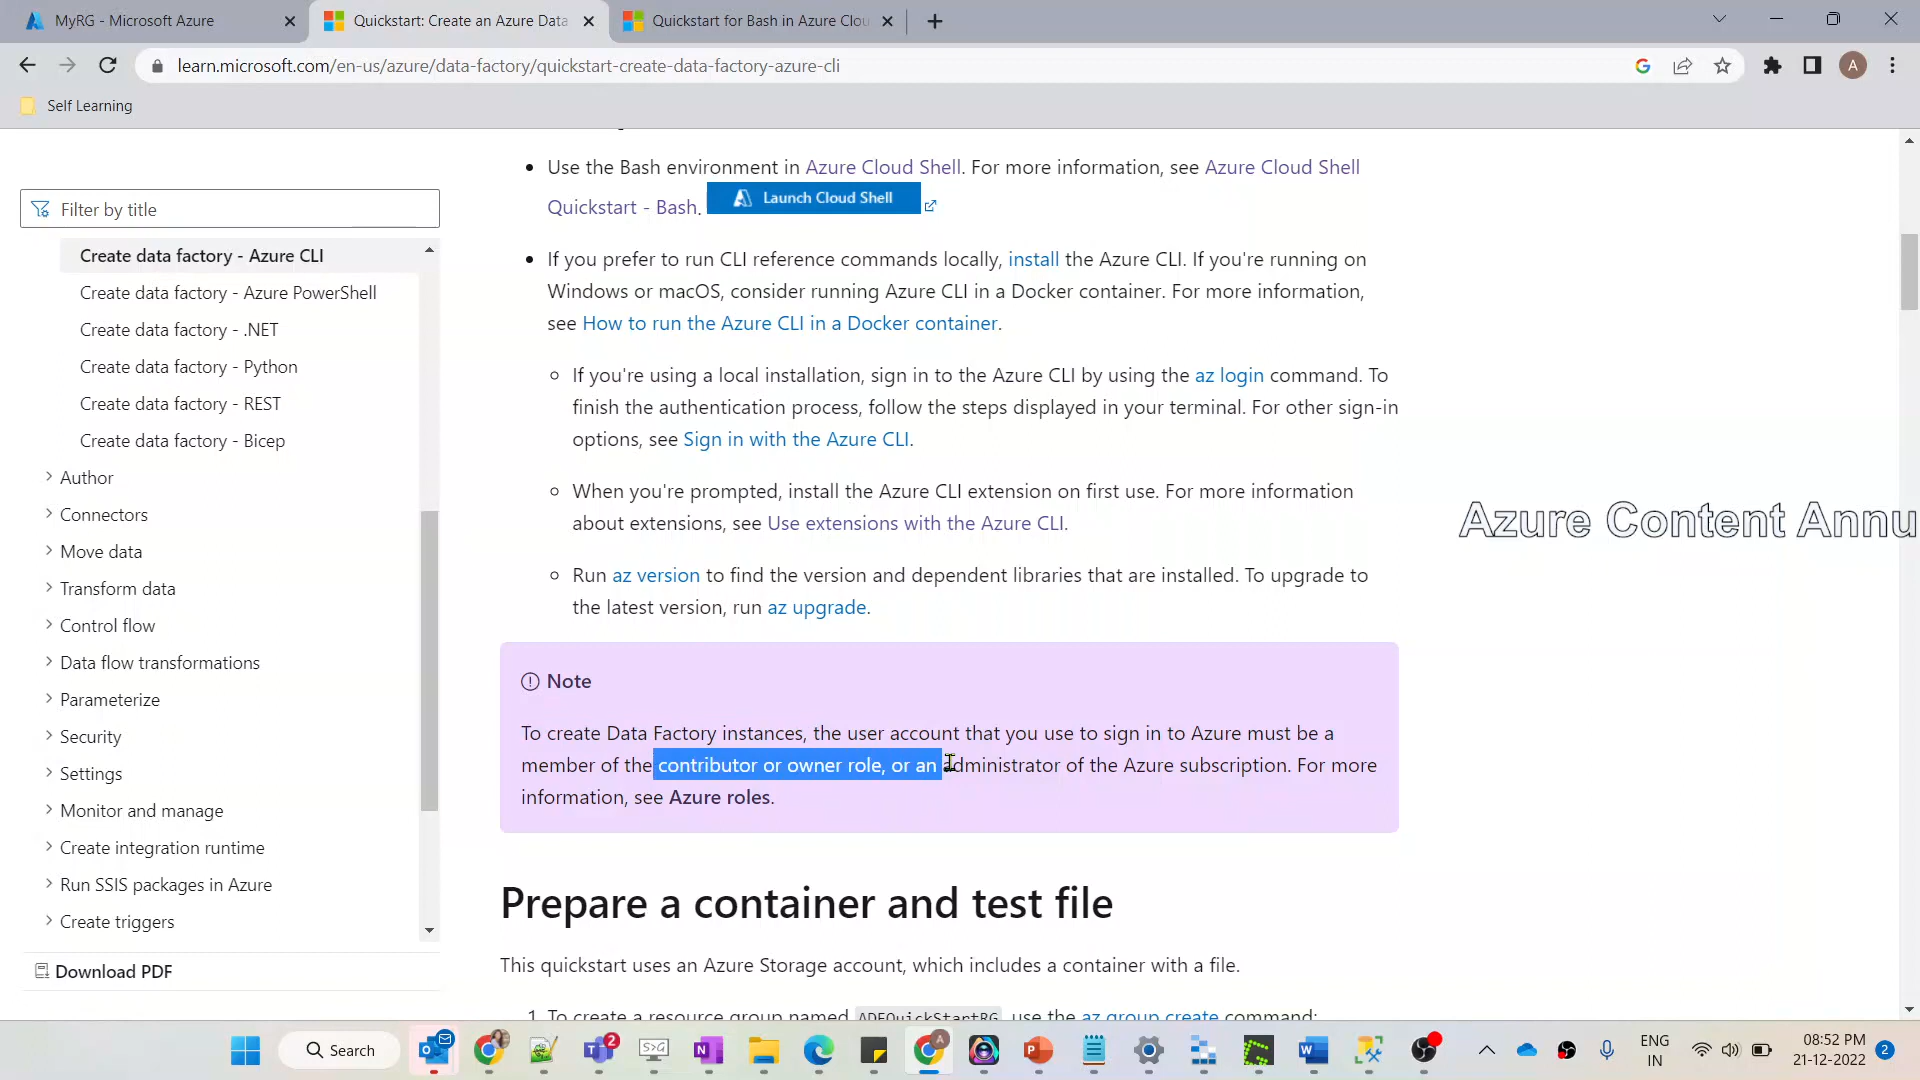 MyRG - Microsoft Azure
Quickstart: Create an Azure Data
Quickstart for Bash in Azure Clou
learn.microsoft.com/en-us/azure/data-factory/quickstart-create-data-factory-azure-cli
A
Self Learning
Filter by title
Create data factory - Azure CLI
Create data factory - Azure PowerShell
Create data factory - .NET
Create data factory - Python
Create data factory - REST
Create data factory - Bicep
Author
Connectors
Move data
Transform data
Control flow
Data flow transformations
Parameterize
Security
Settings
Monitor and manage
Create integration runtime
Run SSIS packages in Azure
Create triggers
Download PDF
Use the Bash environment in Azure Cloud Shell. For more information, see Azure Cloud Shell
Quickstart - Bash. Launch Cloud Shell
If you prefer to run CLI reference commands locally, install the Azure CLI. If you're running on
Windows or macOS, consider running Azure CLI in a Docker container. For more information,
see How to run the Azure CLI in a Docker container.
If you're using a local installation, sign in to the Azure CLI by using the az login command. To
finish the authentication process, follow the steps displayed in your terminal. For other sign-in
options, see Sign in with the Azure CLI.
When you're prompted, install the Azure CLI extension on first use. For more information
about extensions, see Use extensions with the Azure CLI.
Run az version to find the version and dependent libraries that are installed. To upgrade to
the latest version, run az upgrade.
Note
To create Data Factory instances, the user account that you use to sign in to Azure must be a
member of the contributor or owner role, or an administrator of the Azure subscription. For more
information, see Azure roles.
Prepare a container and test file
This quickstart uses an Azure Storage account, which includes a container with a file.
1. To create a resource group named ADFQuickStartRG, use the az group create command:
Azure Content Annu
Search
2
S>G
ENG
IN
08:52 PM
21-12-2022
2